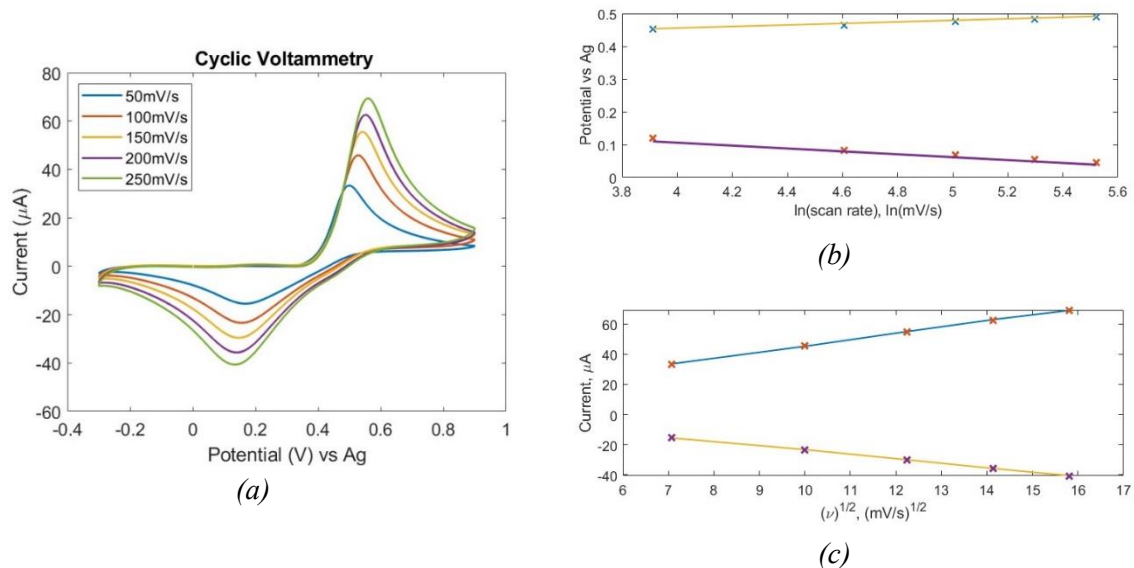 Cyclic Voltammetry
80
60
40
20
0
-20
-40
-60
Current (μA)
50mV/s
100mV/s
150mV/s
200mV/s
250mV/s
-0.4 -0.2 0 0.2 0.4 0.6 0.8 1
Potential (V) vs Ag
(a)
0.5
0.4
0.3
0.2
0.1
0
Potential vs Ag
3.8 4 4.2 4.4 4.6 4.8 5 5.2 5.4 5.6
ln(scan rate), ln(mV/s)
(b)
60
40
20
0
-20
-40
Current, μA
6 7 8 9 10 11 12 13 14 15 16 17
(ν)^1/2, (mV/s)^1/2
(c)